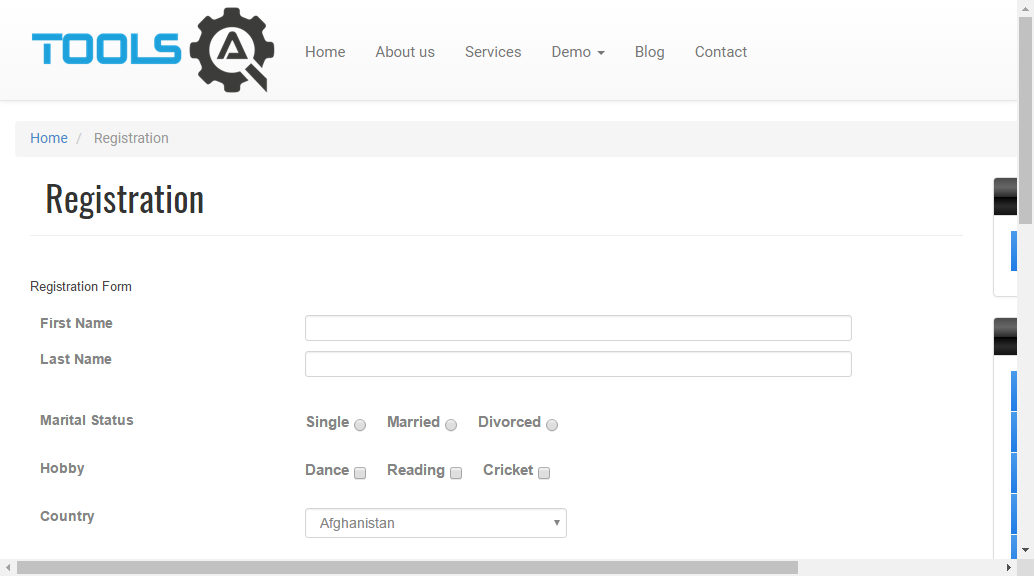 TOOLS QA
Home About us Services Demo Blog Contact
Home / Registration
Registration
Registration Form
First Name
Last Name
Marital Status Single Married Divorced
Hobby Dance Reading Cricket
Country Afghanistan